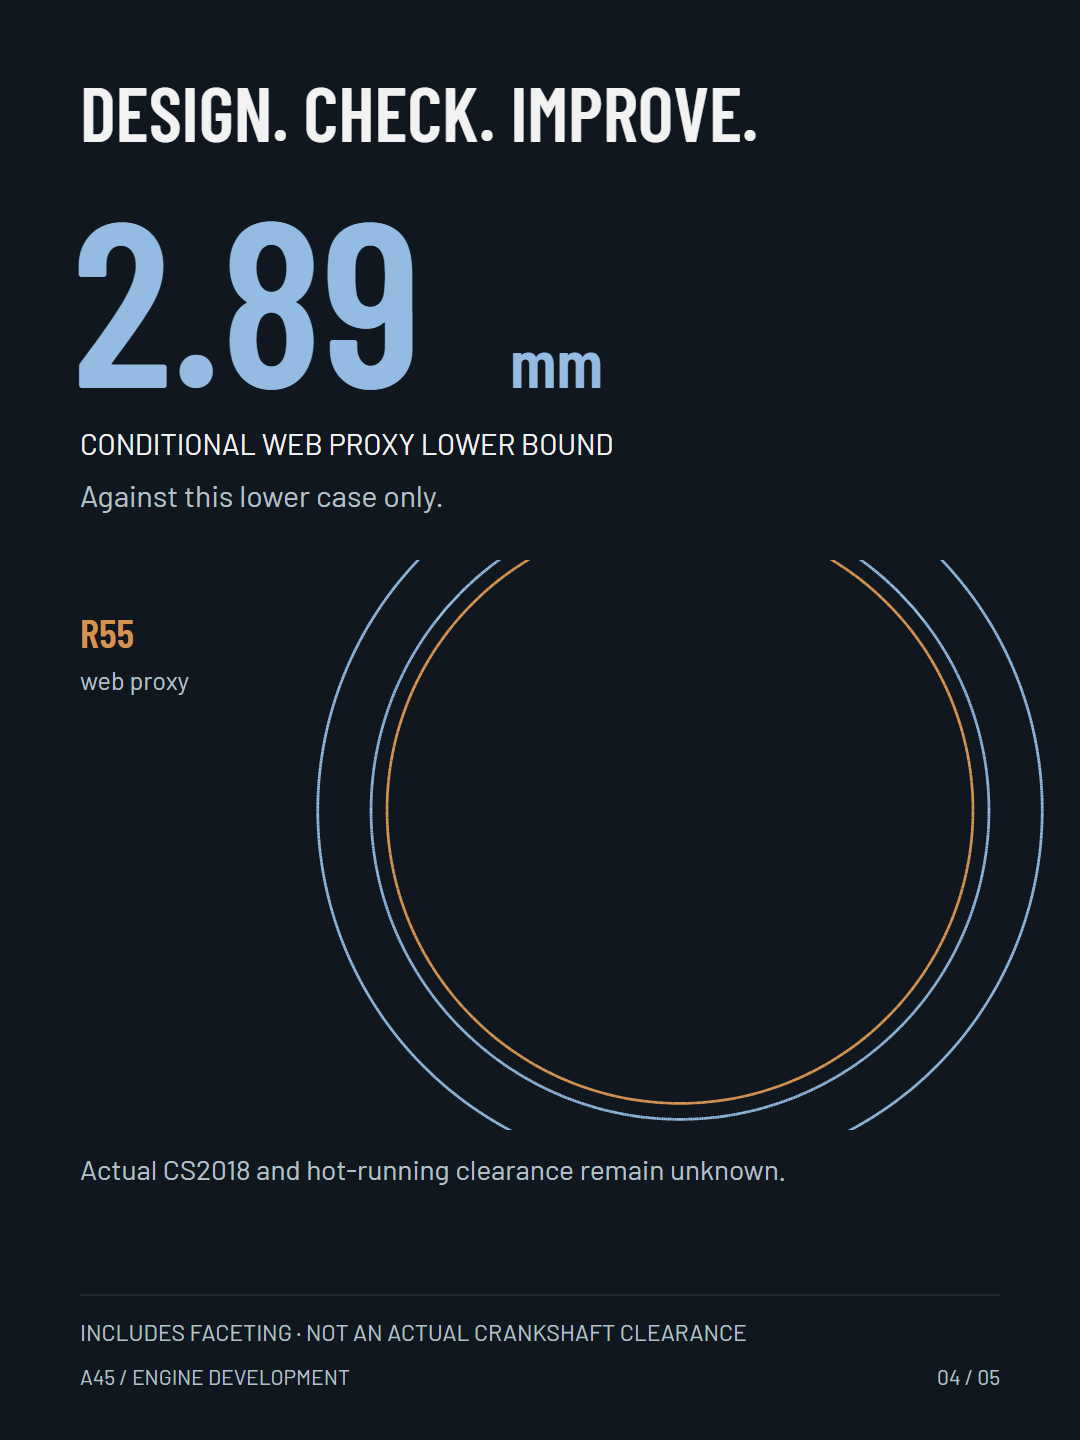 DESIGN. CHECK. IMPROVE.
2.89 mm
CONDITIONAL WEB PROXY LOWER BOUND
Against this lower case only.
R55
web proxy
Actual CS2018 and hot-running clearance remain unknown.
INCLUDES FACETING · NOT AN ACTUAL CRANKSHAFT CLEARANCE
A45 / ENGINE DEVELOPMENT
04 / 05